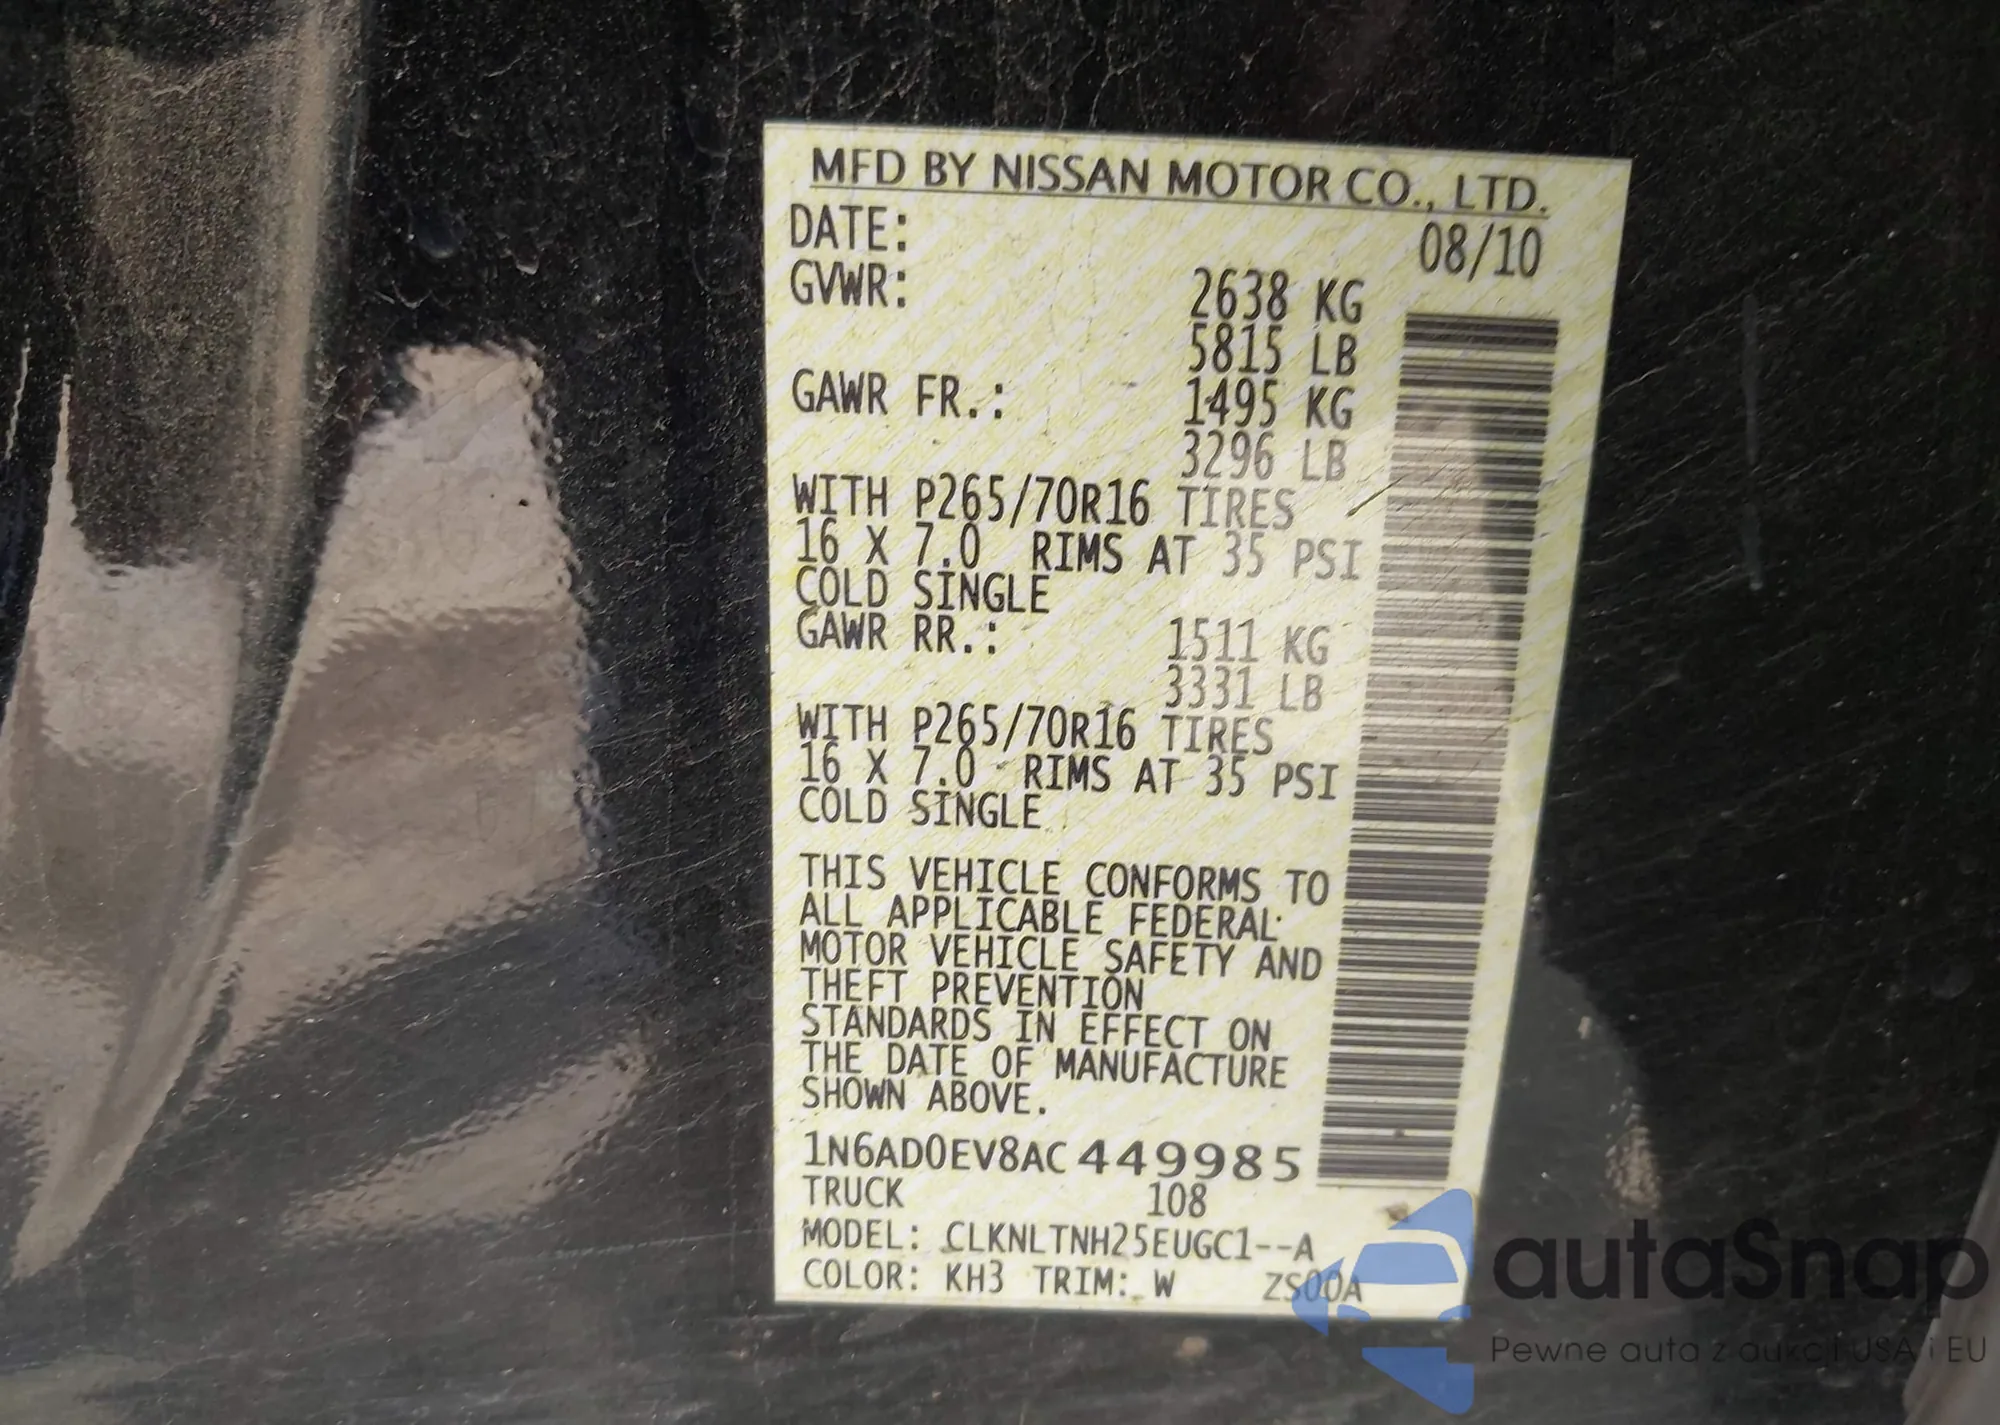 MFD BY NISSAN MOTOR CO., LTD.
DATE: 08/10
GVWR: 2638 KG
5815 LB
GAWR FR.: 1495 KG
3296 LB
WITH P265/70R16 TIRES
16 X 7.0 RIMS AT 35 PSI
COLD SINGLE
GAWR RR.: 1511 KG
3331 LB
WITH P265/70R16 TIRES
16 X 7.0 RIMS AT 35 PSI
COLD SINGLE
THIS VEHICLE CONFORMS TO
ALL APPLICABLE FEDERAL
MOTOR VEHICLE SAFETY AND
THEFT PREVENTION
STANDARDS IN EFFECT ON
THE DATE OF MANUFACTURE
SHOWN ABOVE.
1N6AD0EV8AC449985
TRUCK 108
MODEL: CLKNLTNH25EUGC1--A
COLOR: KH3 TRIM: W ZS00A
autaSnap
Pewne auta z aukcji USA i EU